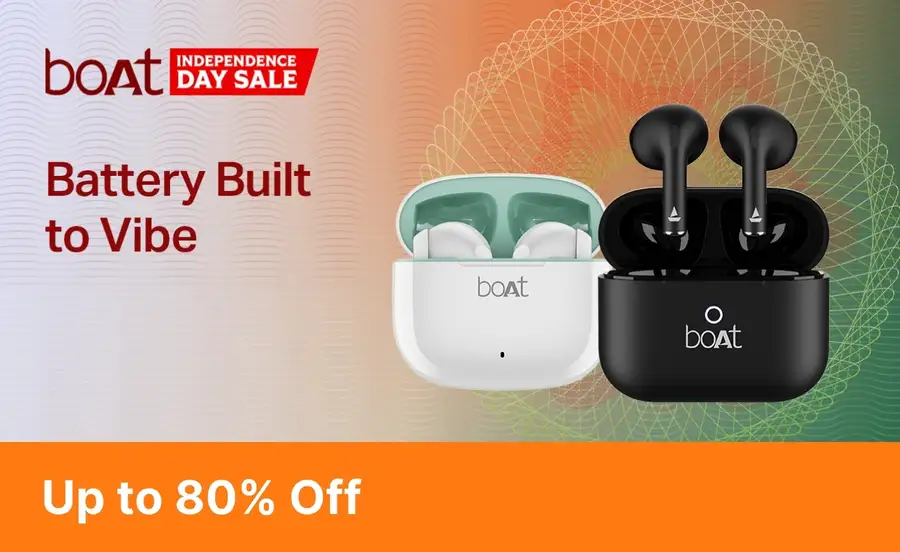 boAt
INDEPENDENCE
DAY SALE
Battery Built
to Vibe
boAt
boAt
Up to 80% Off